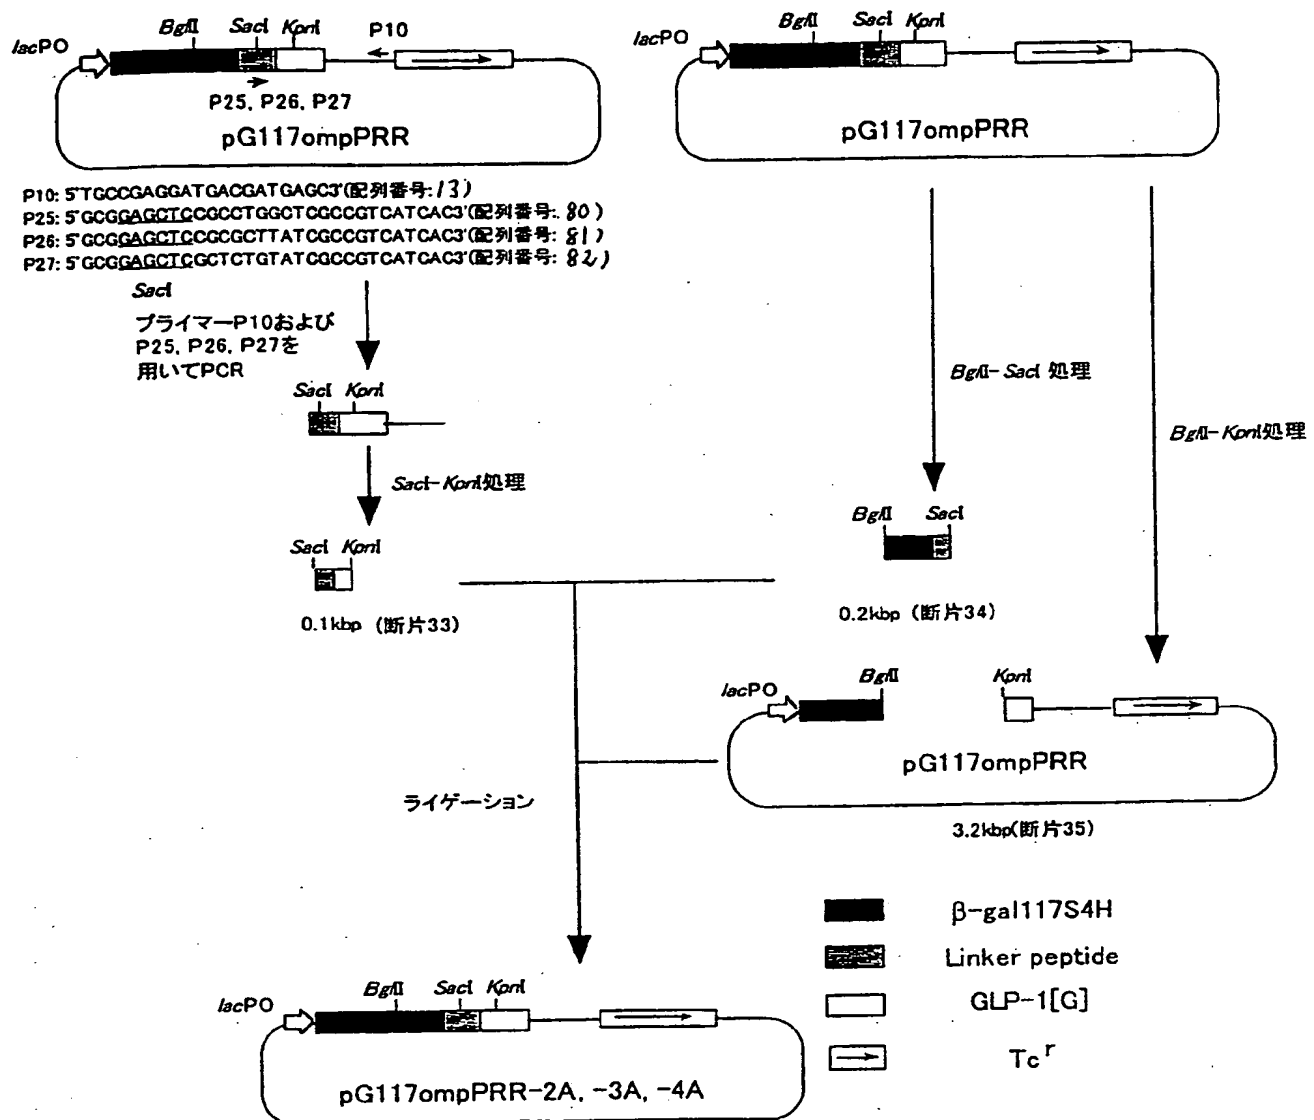 BglII SacI KpnI P10
lacPO
P25, P26, P27
pG117ompPRR
BglII SacI KpnI
lacPO
pG117ompPRR
P10: 5'TGCCGAGGATGACGATGAGC3'(配列番号:13)
P25: 5'GCGGAGCTCCGCCTGGCTCGCCGTCATCAC3'(配列番号:80)
P26: 5'GCGGAGCTCCGCGCTTATCGCCGTCATCAC3'(配列番号:81)
P27: 5'GCGGAGCTCGCTCTGTATCGCCGTCATCAC3'(配列番号:82)
SacI
プライマーP10および
P25, P26, P27を
用いてPCR
SacI KpnI
SacI-KpnI処理
SacI KpnI
0.1kbp (断片33)
BglII-SacI 処理
BglII-KpnI処理
BglII SacI
0.2kbp (断片34)
lacPO BglII KpnI
pG117ompPRR
3.2kbp(断片35)
ライゲーション
β-gal117S4H
Linker peptide
GLP-1[G]
Tc r
BglII SacI KpnI
lacPO
pG117ompPRR-2A, -3A, -4A